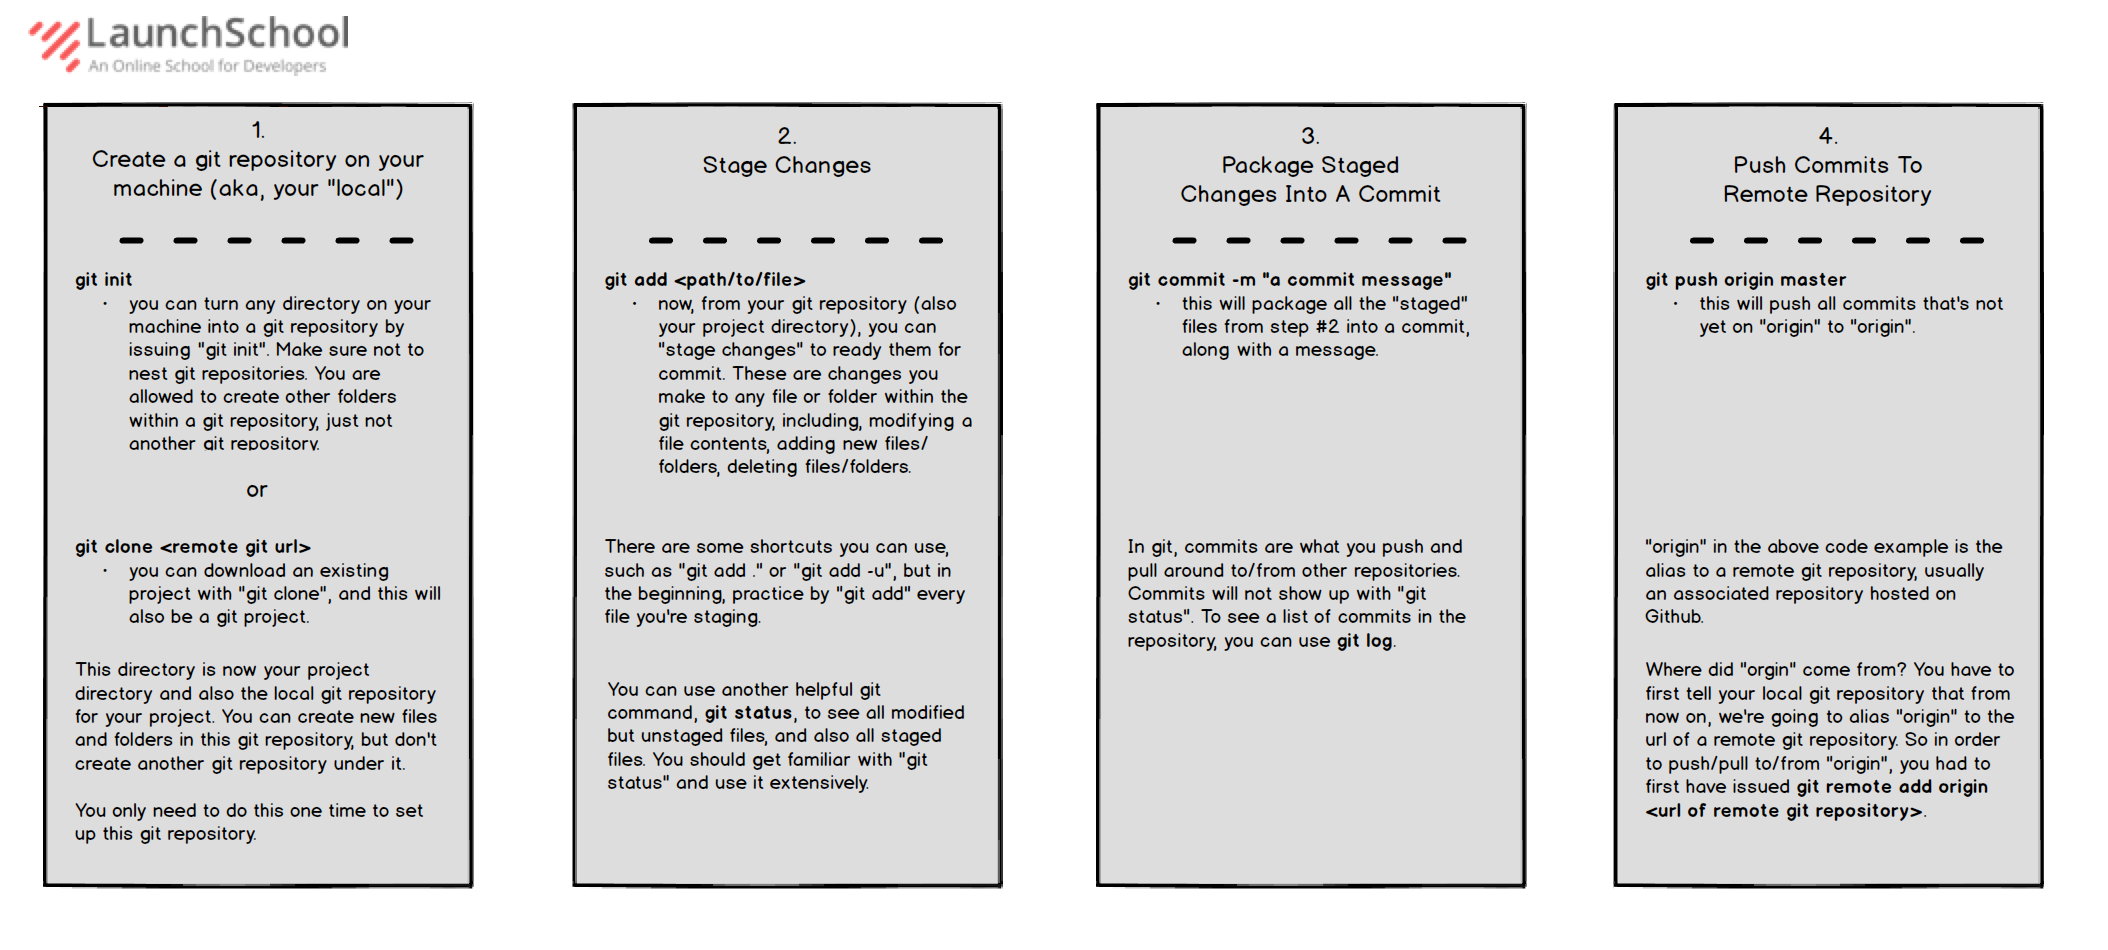 LaunchSchool
An Online School for Developers
1.
Create a git repository on your
machine (aka, your "local")
git init
· you can turn any directory on your
machine into a git repository by
issuing "git init". Make sure not to
nest git repositories. You are
allowed to create other folders
within a git repository, just not
another git repository.
or
git clone <remote git url>
· you can download an existing
project with "git clone", and this will
also be a git project.
This directory is now your project
directory and also the local git repository
for your project. You can create new files
and folders in this git repository, but don't
create another git repository under it.
You only need to do this one time to set
up this git repository.
2.
Stage Changes
git add <path/to/file>
· now, from your git repository (also
your project directory), you can
"stage changes" to ready them for
commit. These are changes you
make to any file or folder within the
git repository, including, modifying a
file contents, adding new files/
folders, deleting files/folders.
There are some shortcuts you can use,
such as "git add ." or "git add -u", but in
the beginning, practice by "git add" every
file you're staging.
You can use another helpful git
command, git status, to see all modified
but unstaged files, and also all staged
files. You should get familiar with "git
status" and use it extensively.
3.
Package Staged
Changes Into A Commit
git commit -m "a commit message"
· this will package all the "staged"
files from step #2 into a commit,
along with a message.
In git, commits are what you push and
pull around to/from other repositories.
Commits will not show up with "git
status". To see a list of commits in the
repository, you can use git log.
4.
Push Commits To
Remote Repository
git push origin master
· this will push all commits that's not
yet on "origin" to "origin".
"origin" in the above code example is the
alias to a remote git repository, usually
an associated repository hosted on
Github.
Where did "orgin" come from? You have to
first tell your local git repository that from
now on, we're going to alias "origin" to the
url of a remote git repository. So in order
to push/pull to/from "origin", you had to
first have issued git remote add origin
<url of remote git repository>.